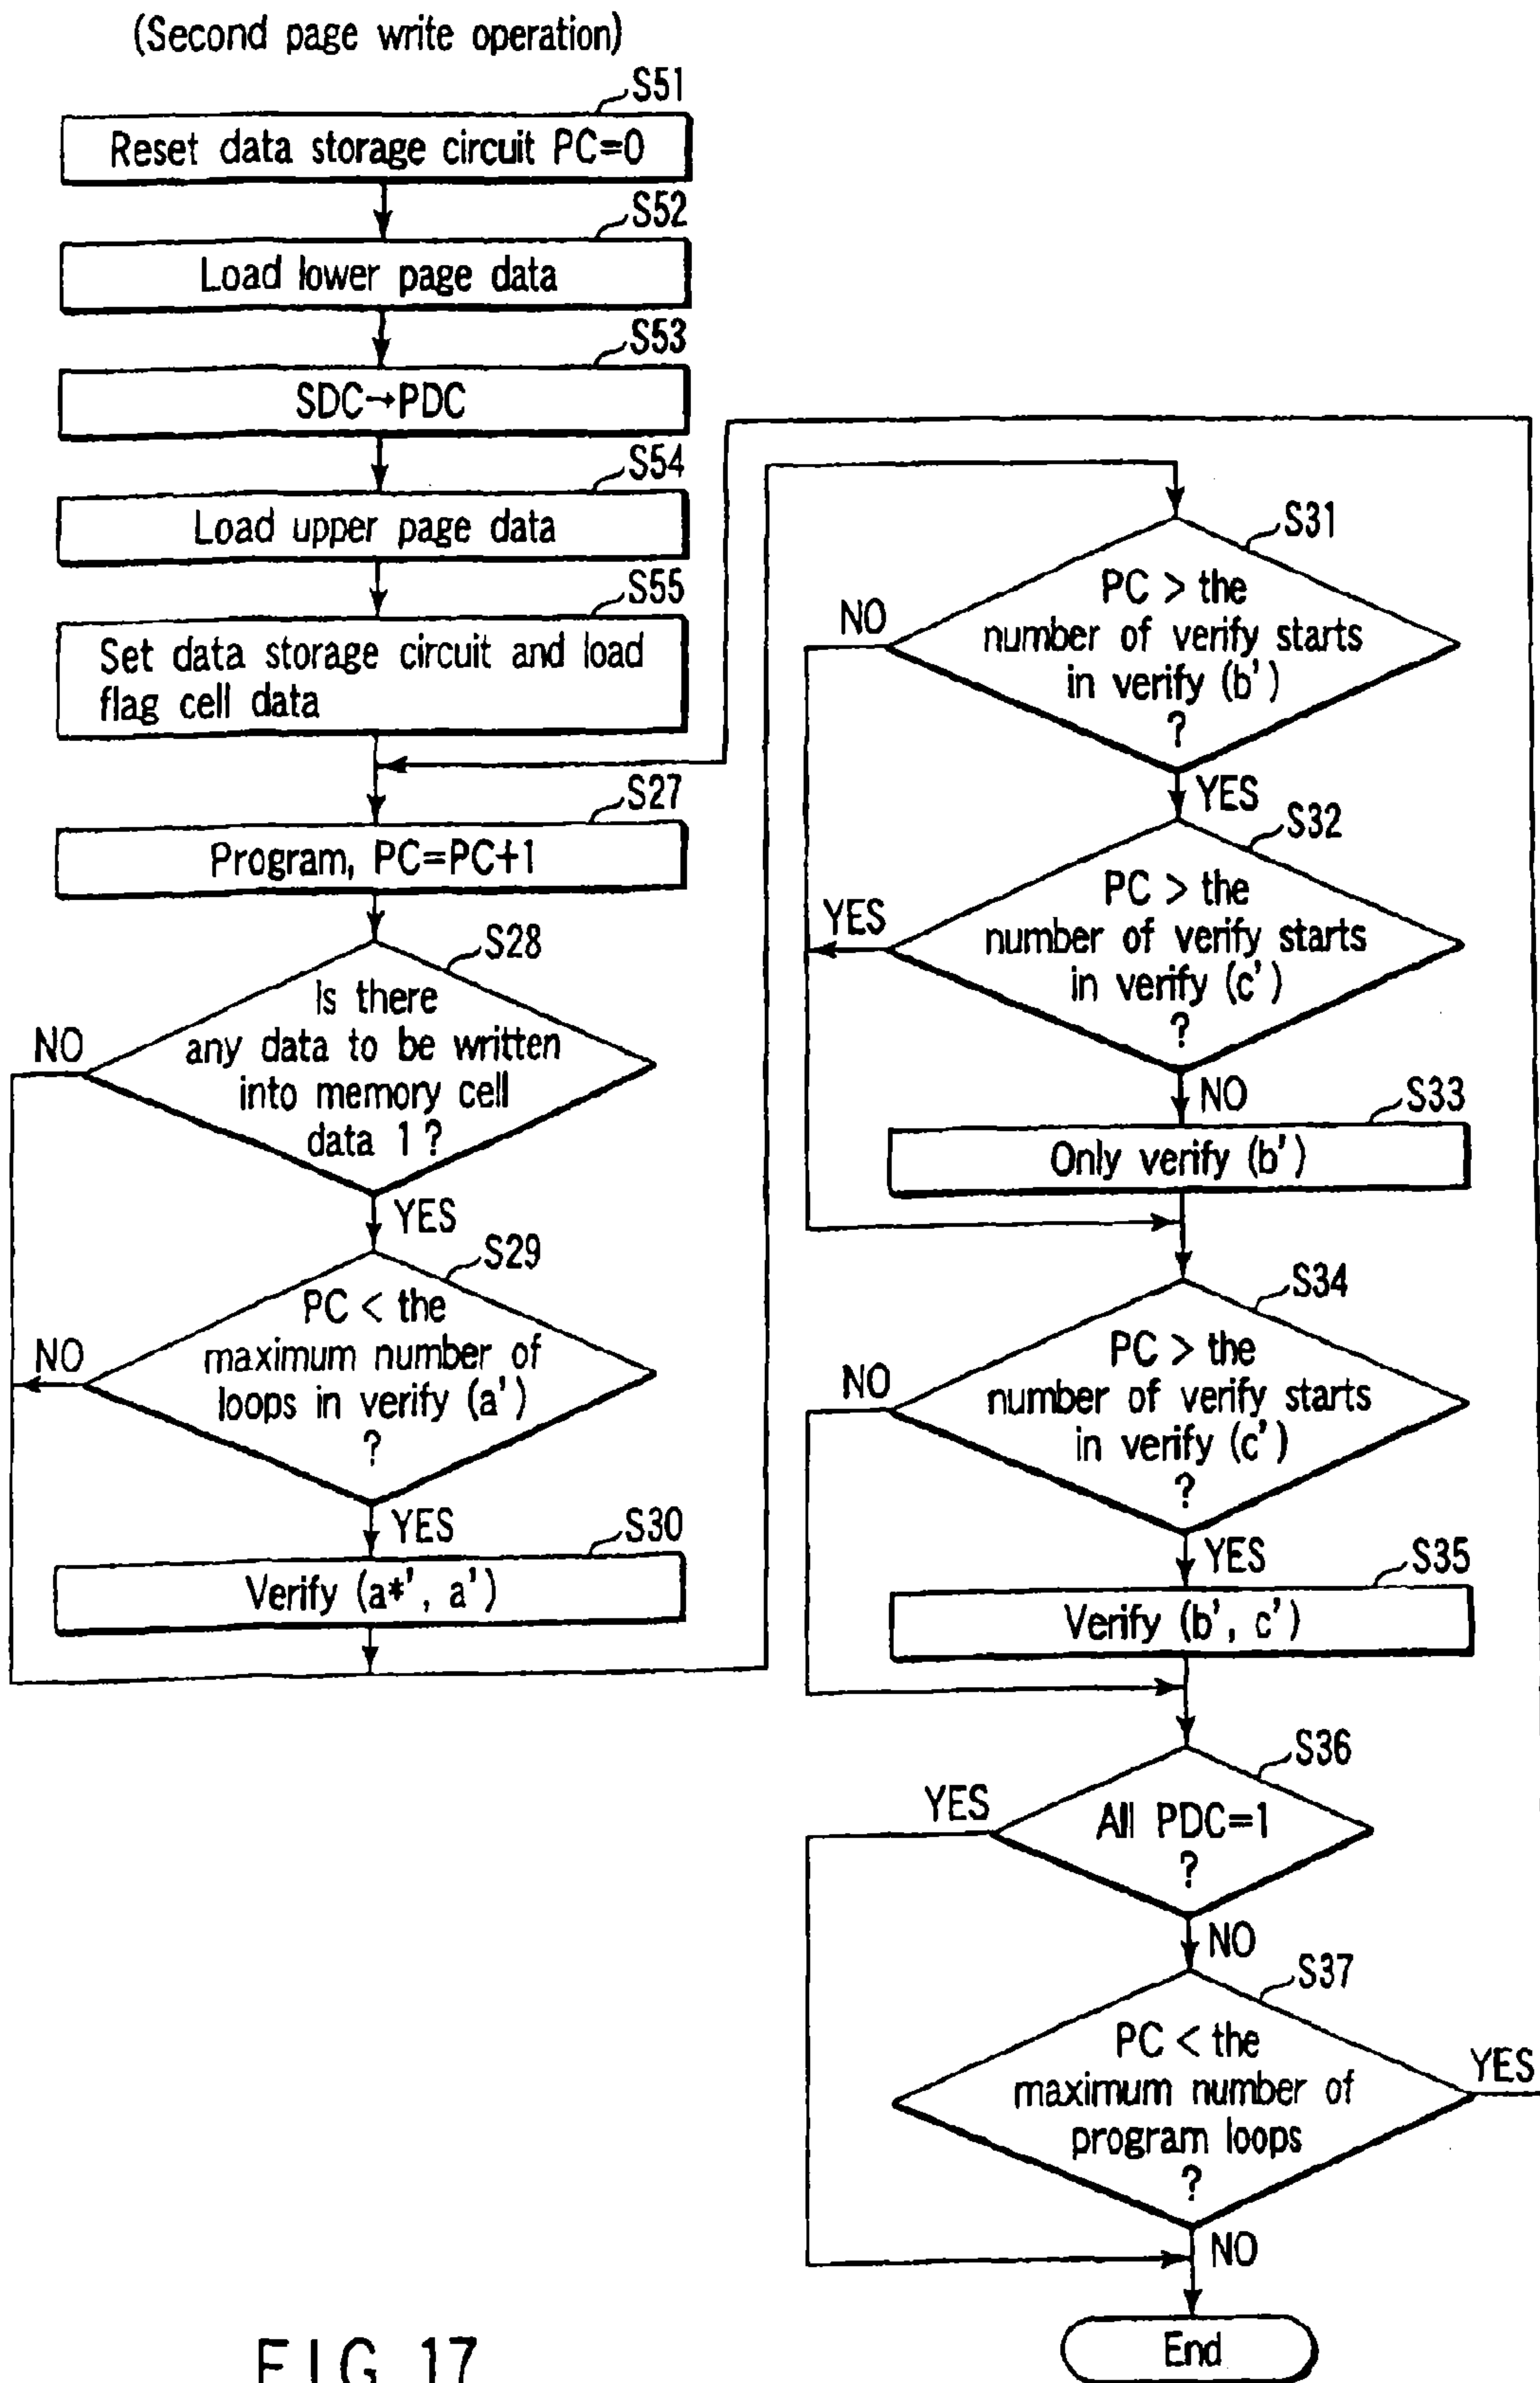 (Second page write operation)
S51
Reset data storage circuit PC=0
S52
Load lower page data
S53
SDC→PDC
S54
Load upper page data
S55
Set data storage circuit and load
flag cell data
S27
Program, PC=PC+1
S28
Is there
any data to be written
into memory cell
data 1 ?
NO
YES
S29
PC < the
maximum number of
loops in verify (a')
?
NO
YES
S30
Verify (a*', a')
S31
PC > the
number of verify starts
in verify (b')
?
NO
YES
S32
PC > the
number of verify starts
in verify (c')
?
YES
NO
S33
Only verify (b')
S34
PC > the
number of verify starts
in verify (c')
?
NO
YES
S35
Verify (b', c')
S36
All PDC=1
?
YES
NO
S37
PC < the
maximum number of
program loops
?
YES
NO
End
FIG. 17